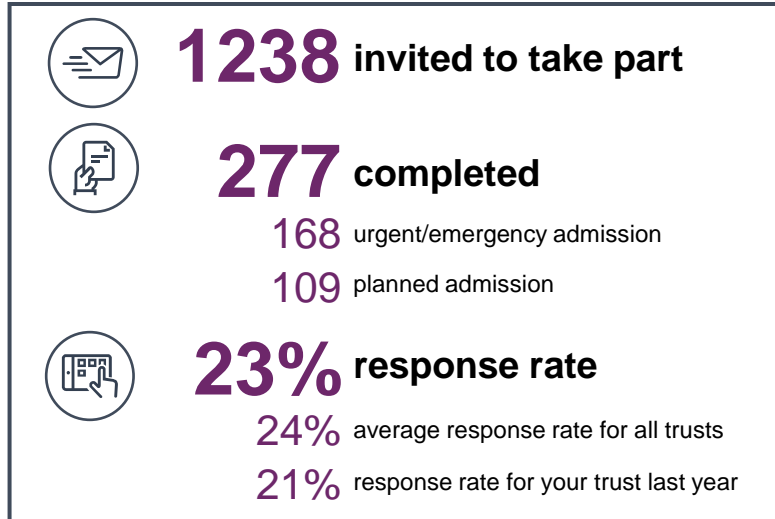 1238 invited to take part
277 completed
168 urgent/emergency admission
109 planned admission
23% response rate
24% average response rate for all trusts
21% response rate for your trust last year